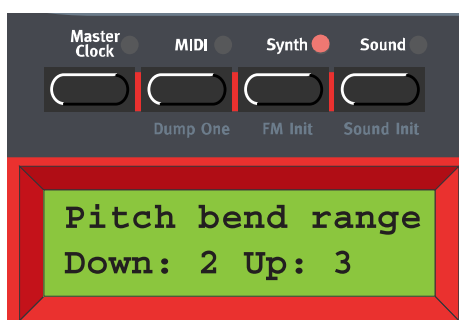 Master
Clock
MIDI
Synth
Sound
Dump One
FM Init
Sound Init
Pitch bend range
Down: 2 Up: 3